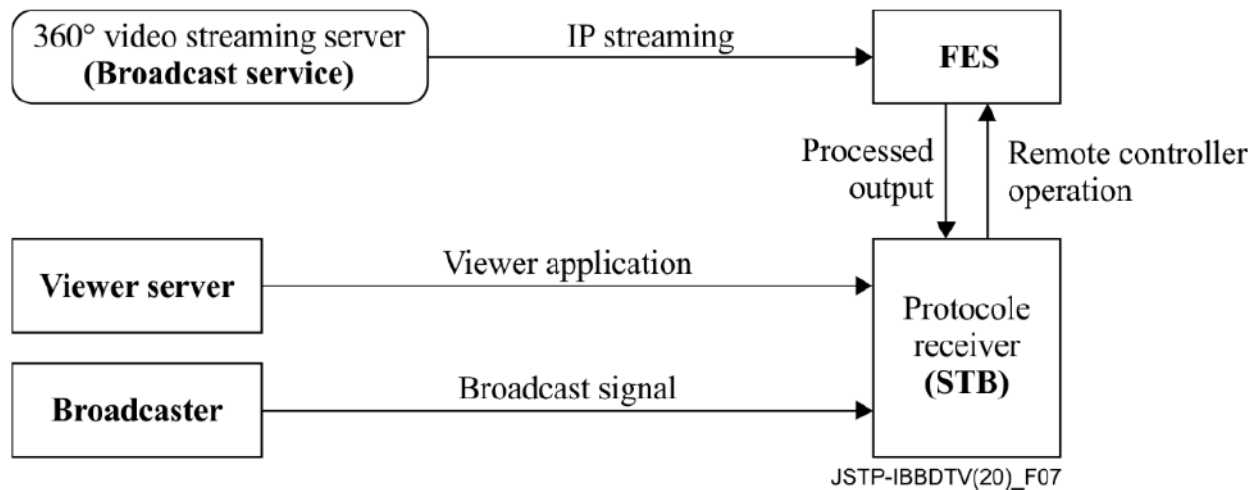 360° video streaming server
(Broadcast service)
IP streaming
FES
Processed
output
Remote controller
operation
Viewer server
Viewer application
Protocole
receiver
(STB)
Broadcaster
Broadcast signal
JSTP-IBBDTV(20)_F07